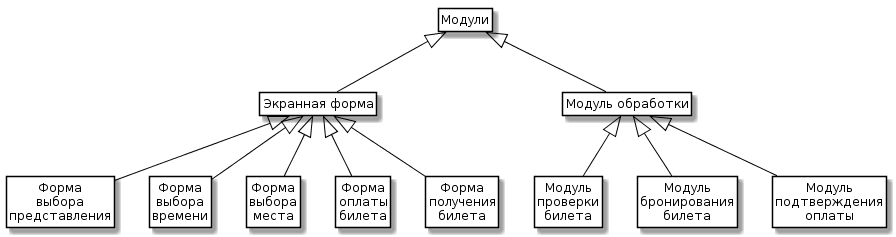 Модули
Экранная форма
Модуль обработки
Форма
выбора
представления
Форма
выбора
времени
Форма
выбора
места
Форма
оплаты
билета
Форма
получения
билета
Модуль
проверки
билета
Модуль
бронирования
билета
Модуль
подтверждения
оплаты